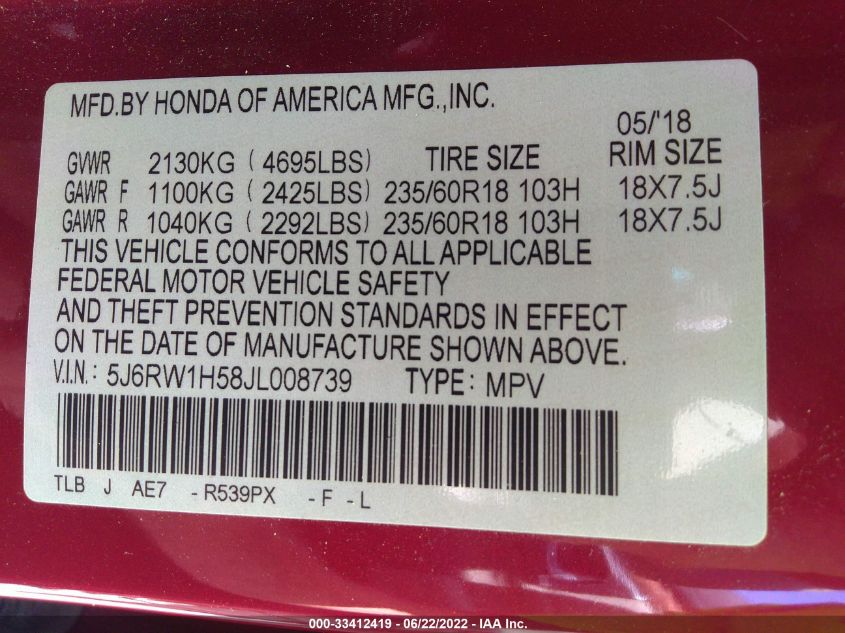 MFD.BY HONDA OF AMERICA MFG.,INC.
05/'18
GVWR 2130KG ( 4695LBS) TIRE SIZE RIM SIZE
GAWR F 1100KG ( 2425LBS) 235/60R18 103H 18X7.5J
GAWR R 1040KG ( 2292LBS) 235/60R18 103H 18X7.5J
THIS VEHICLE CONFORMS TO ALL APPLICABLE
FEDERAL MOTOR VEHICLE SAFETY
AND THEFT PREVENTION STANDARDS IN EFFECT
ON THE DATE OF MANUFACTURE SHOWN ABOVE.
V.I.N.: 5J6RW1H58JL008739 TYPE: MPV
TLB J AE7 - R539PX - F - L
000-33412419 - 06/22/2022 - IAA Inc.